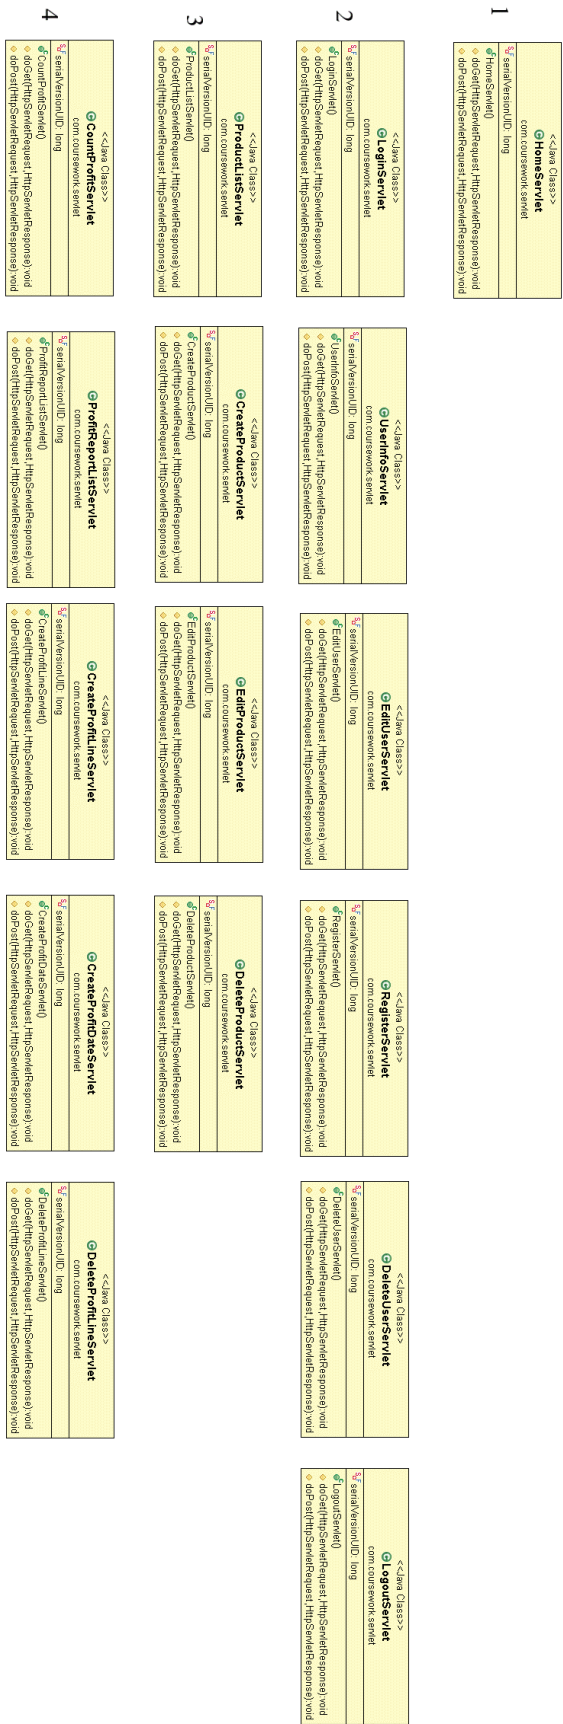 1
<<Java Class>>
HomeServlet
com.coursework.servlet
serialVersionUID: long
HomeServlet()
doGet(HttpServletRequest,HttpServletResponse):void
doPost(HttpServletRequest,HttpServletResponse):void
2
<<Java Class>>
LoginServlet
com.coursework.servlet
serialVersionUID: long
LoginServlet()
doGet(HttpServletRequest,HttpServletResponse):void
doPost(HttpServletRequest,HttpServletResponse):void
<<Java Class>>
UserInfoServlet
com.coursework.servlet
serialVersionUID: long
UserInfoServlet()
doGet(HttpServletRequest,HttpServletResponse):void
doPost(HttpServletRequest,HttpServletResponse):void
<<Java Class>>
EditUserServlet
com.coursework.servlet
serialVersionUID: long
EditUserServlet()
doGet(HttpServletRequest,HttpServletResponse):void
doPost(HttpServletRequest,HttpServletResponse):void
<<Java Class>>
RegisterServlet
com.coursework.servlet
serialVersionUID: long
RegisterServlet()
doGet(HttpServletRequest,HttpServletResponse):void
doPost(HttpServletRequest,HttpServletResponse):void
<<Java Class>>
DeleteUserServlet
com.coursework.servlet
serialVersionUID: long
DeleteUserServlet()
doGet(HttpServletRequest,HttpServletResponse):void
doPost(HttpServletRequest,HttpServletResponse):void
<<Java Class>>
LogoutServlet
com.coursework.servlet
serialVersionUID: long
LogoutServlet()
doGet(HttpServletRequest,HttpServletResponse):void
doPost(HttpServletRequest,HttpServletResponse):void
3
<<Java Class>>
ProductListServlet
com.coursework.servlet
serialVersionUID: long
ProductListServlet()
doGet(HttpServletRequest,HttpServletResponse):void
doPost(HttpServletRequest,HttpServletResponse):void
<<Java Class>>
CreateProductServlet
com.coursework.servlet
serialVersionUID: long
CreateProductServlet()
doGet(HttpServletRequest,HttpServletResponse):void
doPost(HttpServletRequest,HttpServletResponse):void
<<Java Class>>
EditProductServlet
com.coursework.servlet
serialVersionUID: long
EditProductServlet()
doGet(HttpServletRequest,HttpServletResponse):void
doPost(HttpServletRequest,HttpServletResponse):void
<<Java Class>>
DeleteProductServlet
com.coursework.servlet
serialVersionUID: long
DeleteProductServlet()
doGet(HttpServletRequest,HttpServletResponse):void
doPost(HttpServletRequest,HttpServletResponse):void
4
<<Java Class>>
CountProfitServlet
com.coursework.servlet
serialVersionUID: long
CountProfitServlet()
doGet(HttpServletRequest,HttpServletResponse):void
doPost(HttpServletRequest,HttpServletResponse):void
<<Java Class>>
ProfitReportListServlet
com.coursework.servlet
serialVersionUID: long
ProfitReportListServlet()
doGet(HttpServletRequest,HttpServletResponse):void
doPost(HttpServletRequest,HttpServletResponse):void
<<Java Class>>
CreateProfitLineServlet
com.coursework.servlet
serialVersionUID: long
CreateProfitLineServlet()
doGet(HttpServletRequest,HttpServletResponse):void
doPost(HttpServletRequest,HttpServletResponse):void
<<Java Class>>
CreateProfitDateServlet
com.coursework.servlet
serialVersionUID: long
CreateProfitDateServlet()
doGet(HttpServletRequest,HttpServletResponse):void
doPost(HttpServletRequest,HttpServletResponse):void
<<Java Class>>
DeleteProfitLineServlet
com.coursework.servlet
serialVersionUID: long
DeleteProfitLineServlet()
doGet(HttpServletRequest,HttpServletResponse):void
doPost(HttpServletRequest,HttpServletResponse):void